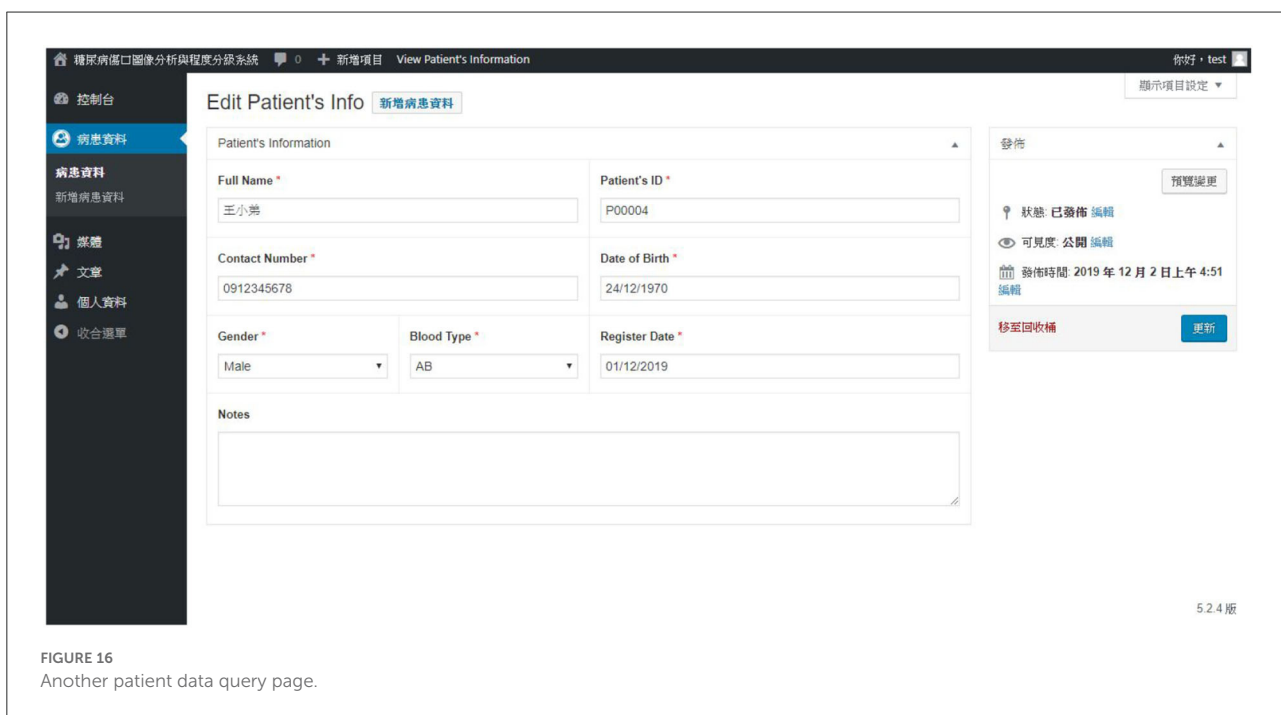 糖尿病傷口圖像分析與程度分級系統 0 新增項目 View Patient's Information 你好，test
顯示項目設定
控制台
病患資料
病患資料
新增病患資料
媒體
文章
個人資料
收合選單
Edit Patient's Info 新增病患資料
Patient's Information
Full Name * Patient's ID *
王小弟 P00004
Contact Number * Date of Birth *
0912345678 24/12/1970
Gender * Blood Type * Register Date *
Male AB 01/12/2019
Notes
發佈
預覽變更
狀態: 已發佈 編輯
可見度: 公開 編輯
發佈時間: 2019 年 12 月 2 日上午 4:51
編輯
移至回收桶 更新
5.2.4 版
FIGURE 16
Another patient data query page.